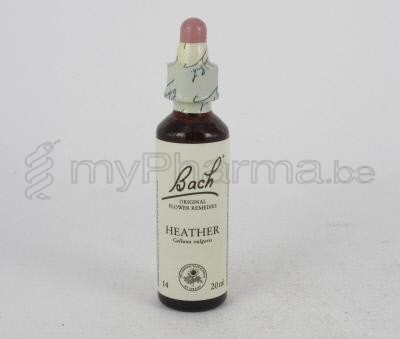 myPharma.be
Bach
ORIGINAL
FLOWER REMEDIES
HEATHER
Calluna vulgaris
14 20 ml